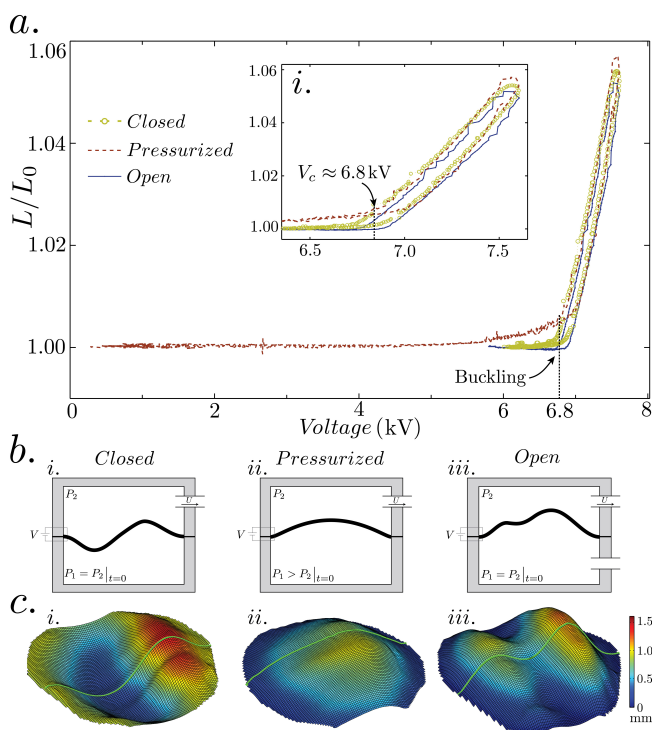 a.
1.06
1.04
1.02
1.00
L/L0
Closed
Pressurized
Open
i.
1.06
1.04
1.02
1.00
Vc ≈ 6.8 kV
6.5
7.0
7.5
Buckling
0
2
4
6
6.8
8
Voltage (kV)
b.
i.
Closed
ii.
Pressurized
iii.
Open
P2
U
V
P1 = P2|t=0
P2
U
V
P1 > P2|t=0
P2
U
V
P1 = P2|t=0
c.
i.
ii.
iii.
1.5
1.0
0.5
0
mm